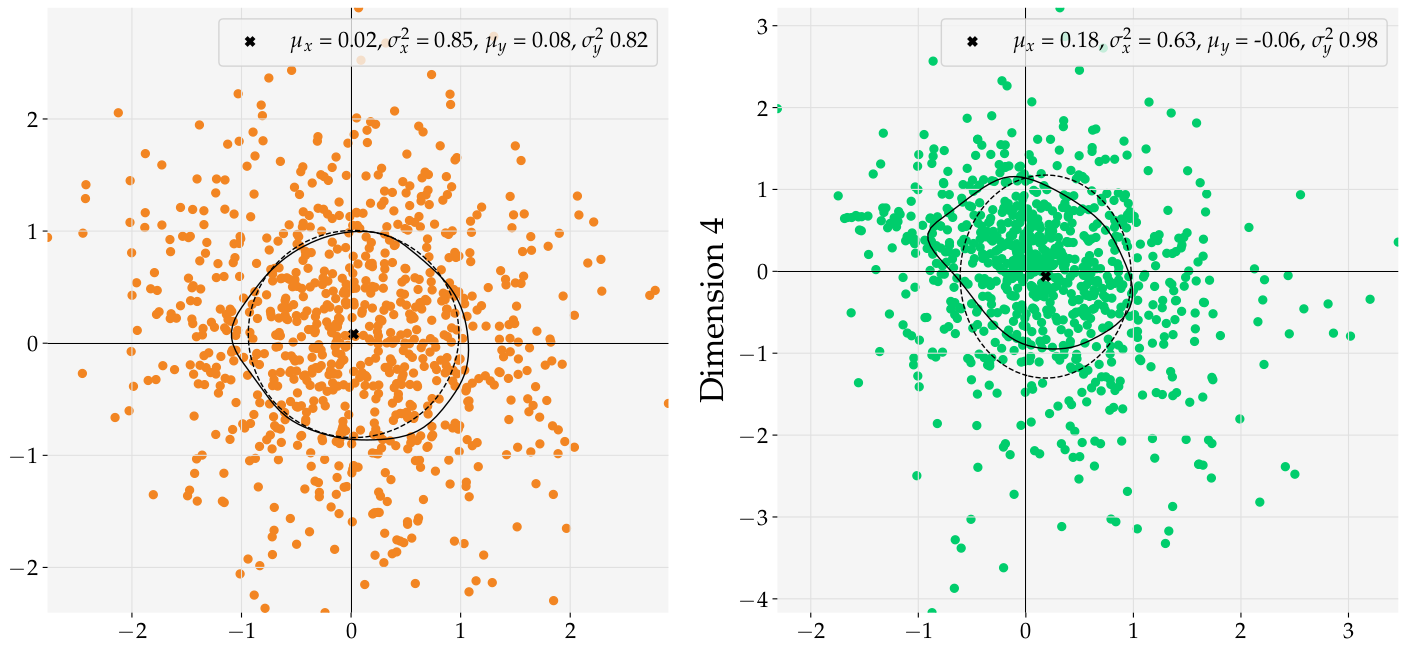 μx = 0.02, σx² = 0.85, μy = 0.08, σy² 0.82
2
1
0
−1
−2
−2 −1 0 1 2
μx = 0.18, σx² = 0.63, μy = -0.06, σy² 0.98
Dimension 4
3
2
1
0
−1
−2
−3
−4
−2 −1 0 1 2 3